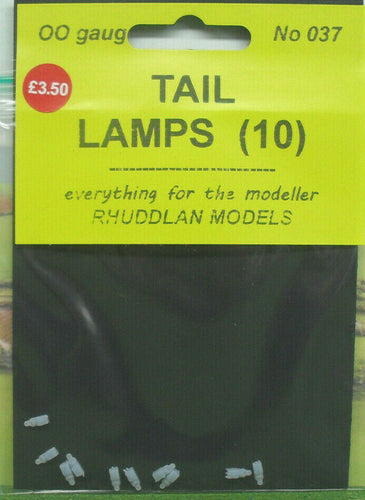 OO gaug No 037
£3.50
TAIL
LAMPS (10)
everything for the modeller
RHUDDLAN MODELS